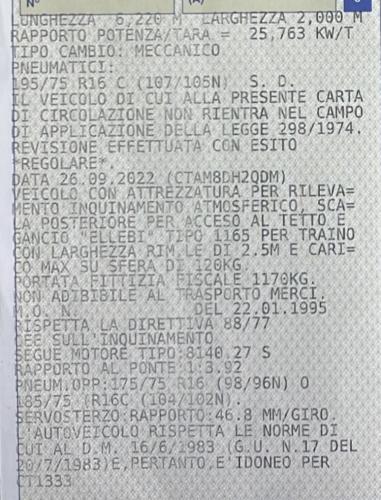 N°
(A)
LUNGHEZZA 6,220 M LARGHEZZA 2,000 M
RAPPORTO POTENZA/TARA = 25,763 KW/T
TIPO CAMBIO: MECCANICO
PNEUMATICI:
195/75 R16 C (107/105N) S. O.
IL VEICOLO DI CUI ALLA PRESENTE CARTA
DI CIRCOLAZIONE NON RIENTRA NEL CAMPO
DI APPLICAZIONE DELLA LEGGE 298/1974.
REVISIONE EFFETTUATA CON ESITO
*REGOLARE*.
DATA 26.09.2022 (CTAM8DH2QDM)
VEICOLO CON ATTREZZATURA PER RILEVA=
MENTO INQUINAMENTO ATMOSFERICO, SCA=
LA POSTERIORE PER ACCESO AL TETTO E
GANCIO "ELLEBI" TIPO 1165 PER TRAINO
CON LARGHEZZA RIM.LE DI 2.5M E CARI=
CO MAX SU SFERA DI 120KG.
PORTATA FITTIZIA FISCALE 1170KG.
NON ADIBIBILE AL TRASPORTO MERCI.
M.O. N. DEL 22.01.1995
RISPETTA LA DIRETTIVA 88/77
EE SULL'INQUINAMENTO
SEGUE MOTORE TIPO:8140.27 S
RAPPORTO AL PONTE:1:3.92
PNEUM.OPP:175/75 R16 (98/96N) O
185/75 (R16C (104/102N).
SERVOSTERZO:RAPPORTO:46.8 MM/GIRO.
L'AUTOVEICOLO RISPETTA LE NORME DI
CUI AL D.M. 16/6/1983 (G.U. N.17 DEL
20/7/1983)E,PERTANTO,E'IDONEO PER
CT1333